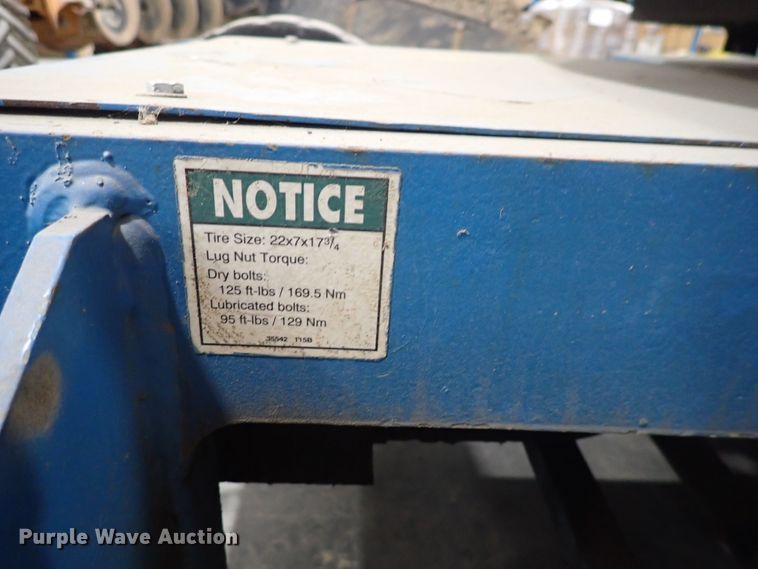 NOTICE
Tire Size: 22x7x17¾
Lug Nut Torque:
Dry bolts:
125 ft-lbs / 169.5 Nm
Lubricated bolts:
95 ft-lbs / 129 Nm
35542 T15B
Purple Wave Auction